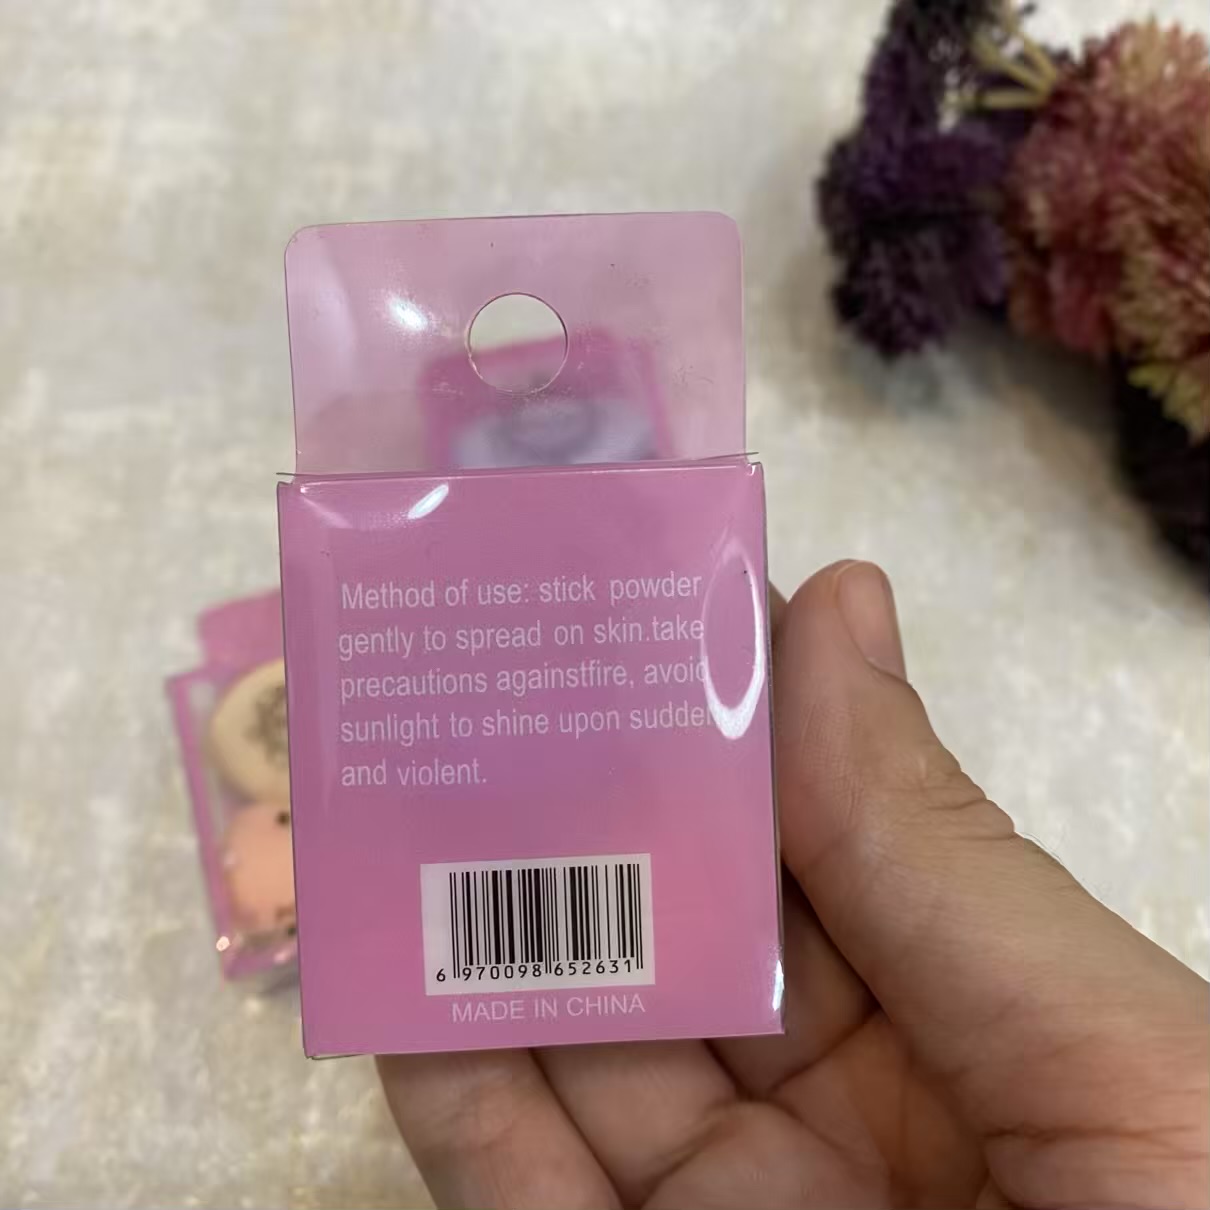 Method of use: stick powder
gently to spread on skin.take
precautions againstfire, avoid
sunlight to shine upon sudden
and violent.
6 970098 652631
MADE IN CHINA